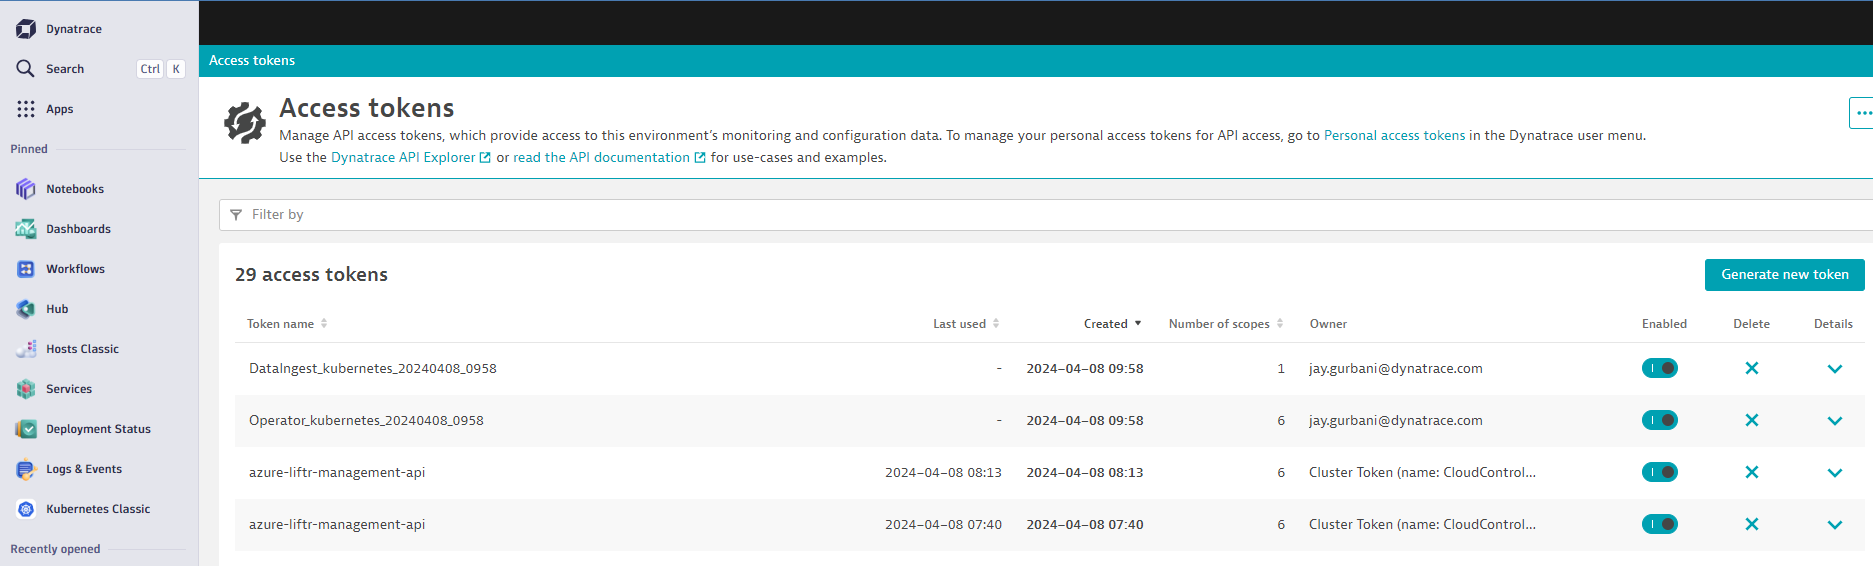 Dynatrace
Search Ctrl K
Apps
Pinned
Notebooks
Dashboards
Workflows
Hub
Hosts Classic
Services
Deployment Status
Logs & Events
Kubernetes Classic
Recently opened
Access tokens
Access tokens
Manage API access tokens, which provide access to this environment's monitoring and configuration data. To manage your personal access tokens for API access, go to Personal access tokens in the Dynatrace user menu.
Use the Dynatrace API Explorer or read the API documentation for use-cases and examples.
...
Filter by
29 access tokens
Generate new token
Token name Last used Created Number of scopes Owner Enabled Delete Details
DataIngest_kubernetes_20240408_0958 - 2024-04-08 09:58 1 jay.gurbani@dynatrace.com
Operator_kubernetes_20240408_0958 - 2024-04-08 09:58 6 jay.gurbani@dynatrace.com
azure-liftr-management-api 2024-04-08 08:13 2024-04-08 08:13 6 Cluster Token (name: CloudControl...
azure-liftr-management-api 2024-04-08 07:40 2024-04-08 07:40 6 Cluster Token (name: CloudControl...